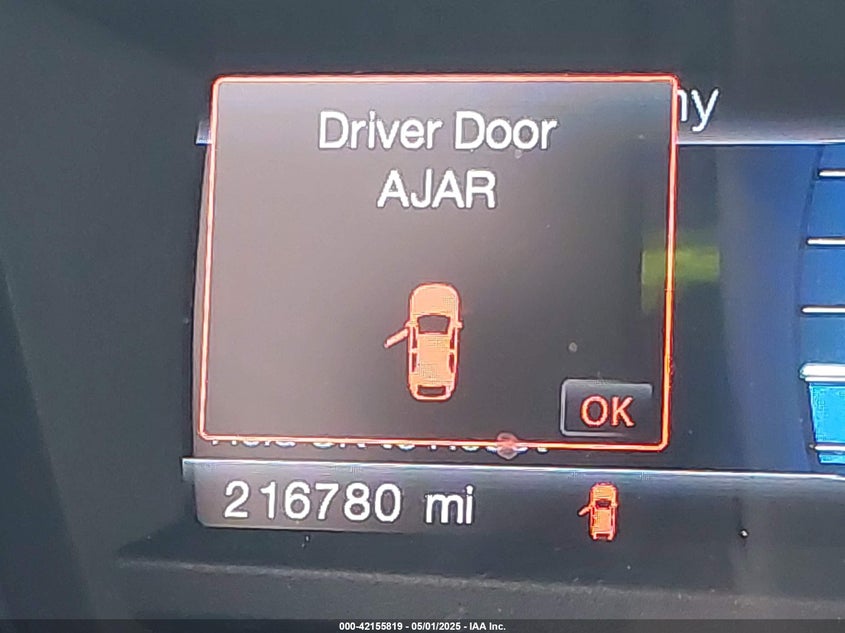 Driver Door
AJAR
OK
216780 mi
000-42155819 - 05/01/2025 - IAA Inc.